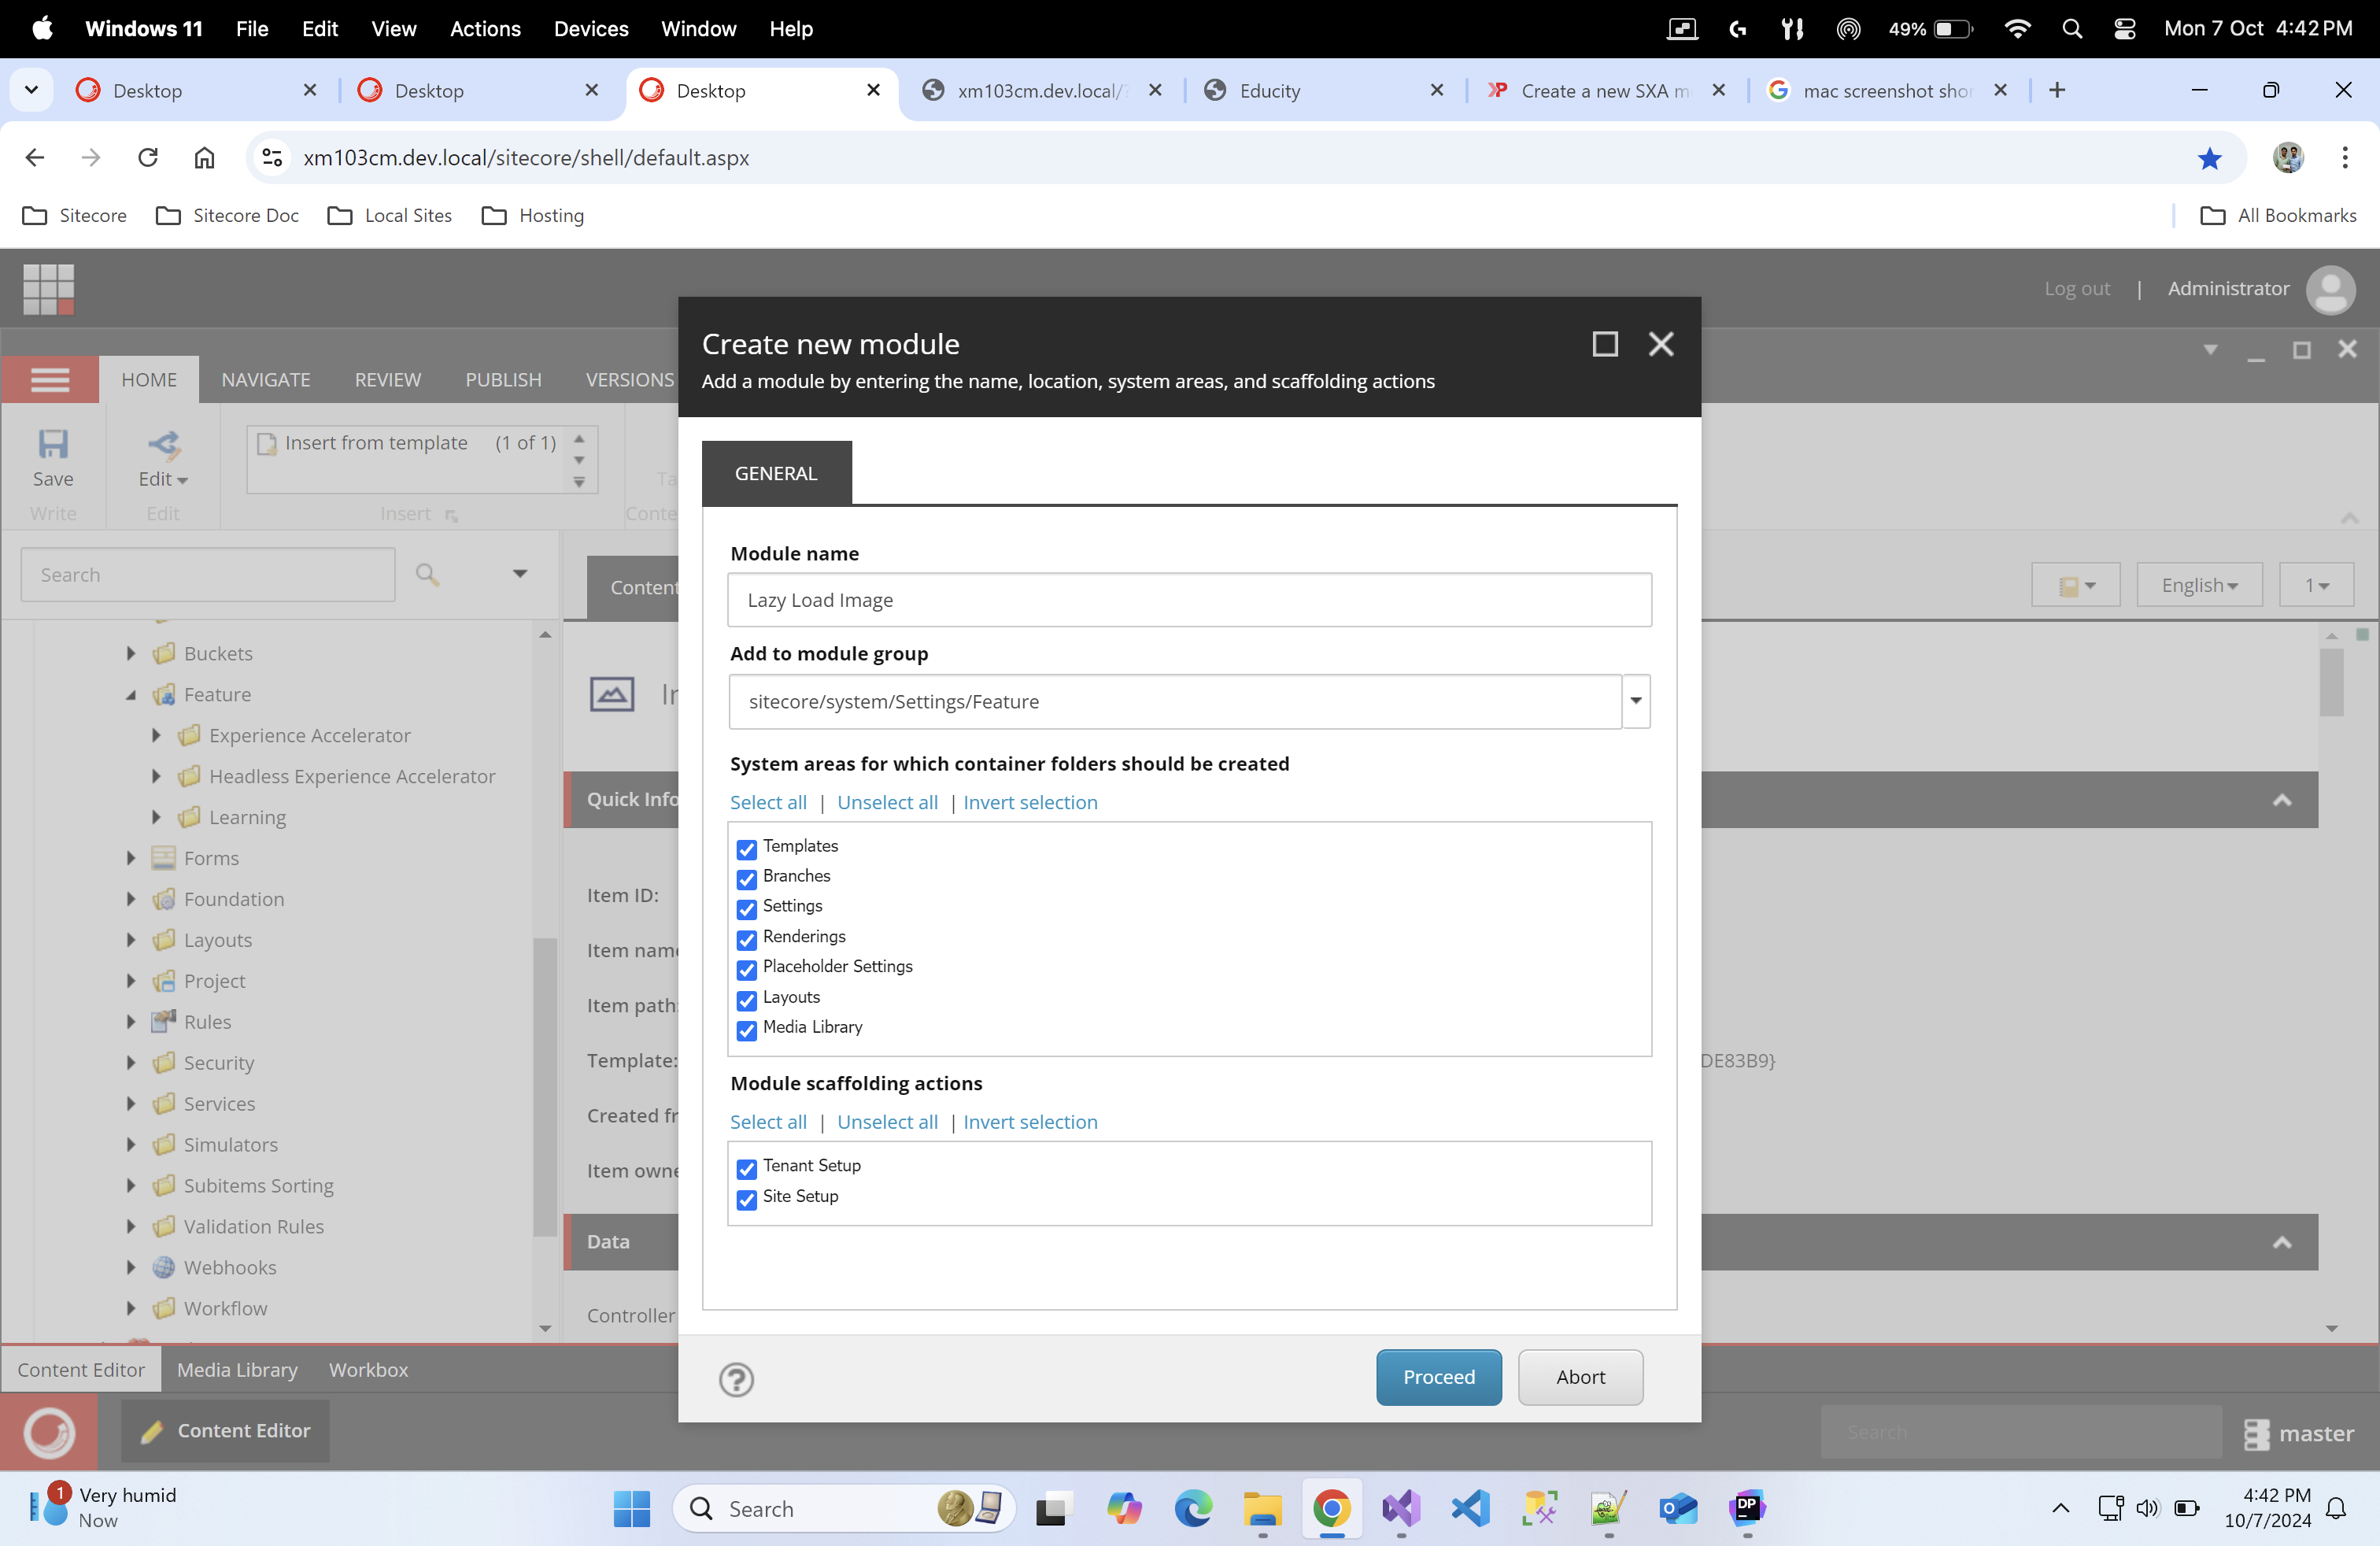 Windows 11 File Edit View Actions Devices Window Help 49% Mon 7 Oct 4:42 PM
Desktop Desktop Desktop xm103cm.dev.local/ Educity Create a new SXA m mac screenshot shor
xm103cm.dev.local/sitecore/shell/default.aspx
Sitecore Sitecore Doc Local Sites Hosting All Bookmarks
Log out | Administrator
Create new module
Add a module by entering the name, location, system areas, and scaffolding actions
HOME NAVIGATE REVIEW PUBLISH VERSIONS
Insert from template (1 of 1)
Save Edit
Write Edit Insert Conte
GENERAL
Search
Content
English 1
Module name
Lazy Load Image
Add to module group
sitecore/system/Settings/Feature
System areas for which container folders should be created
Select all | Unselect all | Invert selection
Templates
Branches
Settings
Renderings
Placeholder Settings
Layouts
Media Library
Module scaffolding actions
Select all | Unselect all | Invert selection
Tenant Setup
Site Setup
Proceed Abort
Buckets
Feature
Experience Accelerator
Headless Experience Accelerator
Learning
Forms
Foundation
Layouts
Project
Rules
Security
Services
Simulators
Subitems Sorting
Validation Rules
Webhooks
Workflow
Quick Info
Item ID:
Item name
Item path:
Template:
DE83B9}
Created fr
Item owne
Data
Controller
Content Editor Media Library Workbox
Content Editor
Search
master
1
Very humid
Now
Search
DP
4:42 PM
10/7/2024